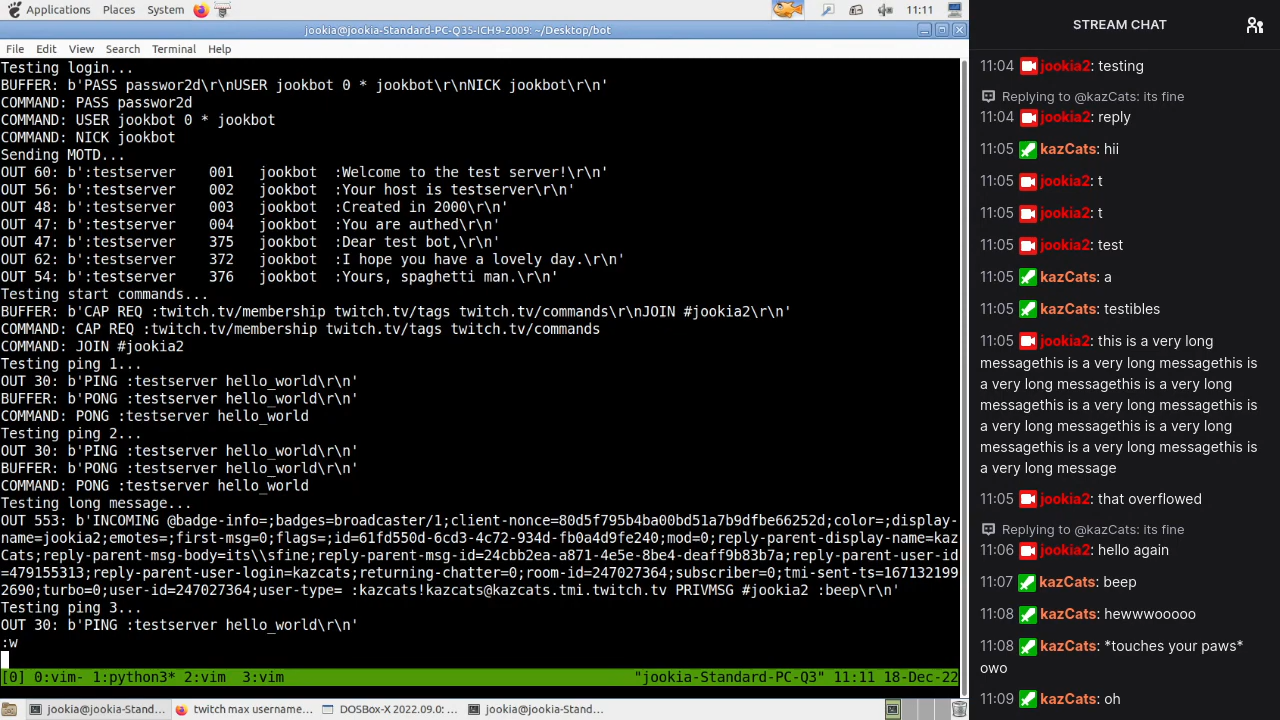 Applications Places System 11:11
jookia@jookia-Standard-PC-Q35-ICH9-2009: ~/Desktop/bot
File Edit View Search Terminal Help
Testing login...
BUFFER: b'PASS passwor2d\r\nUSER jookbot 0 * jookbot\r\nNICK jookbot\r\n'
COMMAND: PASS passwor2d
COMMAND: USER jookbot 0 * jookbot
COMMAND: NICK jookbot
Sending MOTD...
OUT 60: b':testserver    001   jookbot  :Welcome to the test server!\r\n'
OUT 56: b':testserver    002   jookbot  :Your host is testserver\r\n'
OUT 48: b':testserver    003   jookbot  :Created in 2000\r\n'
OUT 47: b':testserver    004   jookbot  :You are authed\r\n'
OUT 47: b':testserver    375   jookbot  :Dear test bot,\r\n'
OUT 62: b':testserver    372   jookbot  :I hope you have a lovely day.\r\n'
OUT 54: b':testserver    376   jookbot  :Yours, spaghetti man.\r\n'
Testing start commands...
BUFFER: b'CAP REQ :twitch.tv/membership twitch.tv/tags twitch.tv/commands\r\nJOIN #jookia2\r\n'
COMMAND: CAP REQ :twitch.tv/membership twitch.tv/tags twitch.tv/commands
COMMAND: JOIN #jookia2
Testing ping 1...
OUT 30: b'PING :testserver hello_world\r\n'
BUFFER: b'PONG :testserver hello_world\r\n'
COMMAND: PONG :testserver hello_world
Testing ping 2...
OUT 30: b'PING :testserver hello_world\r\n'
BUFFER: b'PONG :testserver hello_world\r\n'
COMMAND: PONG :testserver hello_world
Testing long message...
OUT 553: b'INCOMING @badge-info=;badges=broadcaster/1;client-nonce=80d5f795b4ba00bd51a7b9dfbe66252d;color=;display-
name=jookia2;emotes=;first-msg=0;flags=;id=61fd550d-6cd3-4c72-934d-fb0a4d9fe240;mod=0;reply-parent-display-name=kaz
Cats;reply-parent-msg-body=its\\sfine;reply-parent-msg-id=24cbb2ea-a871-4e5e-8be4-deaff9b83b7a;reply-parent-user-id
=479155313;reply-parent-user-login=kazcats;returning-chatter=0;room-id=247027364;subscriber=0;tmi-sent-ts=167132199
2690;turbo=0;user-id=247027364;user-type= :kazcats!kazcats@kazcats.tmi.twitch.tv PRIVMSG #jookia2 :beep\r\n'
Testing ping 3...
OUT 30: b'PING :testserver hello_world\r\n'
:w
[0] 0:vim- 1:python3* 2:vim  3:vim "jookia-Standard-PC-Q3" 11:11 18-Dec-22
jookia@jookia-Stand... twitch max username... DOSBox-X 2022.09.0: ... jookia@jookia-Stand...
STREAM CHAT
11:04 jookia2: testing
Replying to @kazCats: its fine
11:04 jookia2: reply
11:05 kazCats: hii
11:05 jookia2: t
11:05 jookia2: t
11:05 jookia2: test
11:05 kazCats: a
11:05 kazCats: testibles
11:05 jookia2: this is a very long
messagethis is a very long messagethis is
a very long messagethis is a very long
messagethis is a very long messagethis is
a very long messagethis is a very long
messagethis is a very long messagethis is
a very long message
11:05 jookia2: that overflowed
Replying to @kazCats: its fine
11:06 jookia2: hello again
11:07 kazCats: beep
11:08 kazCats: hewwwooooo
11:08 kazCats: *touches your paws*
owo
11:09 kazCats: oh